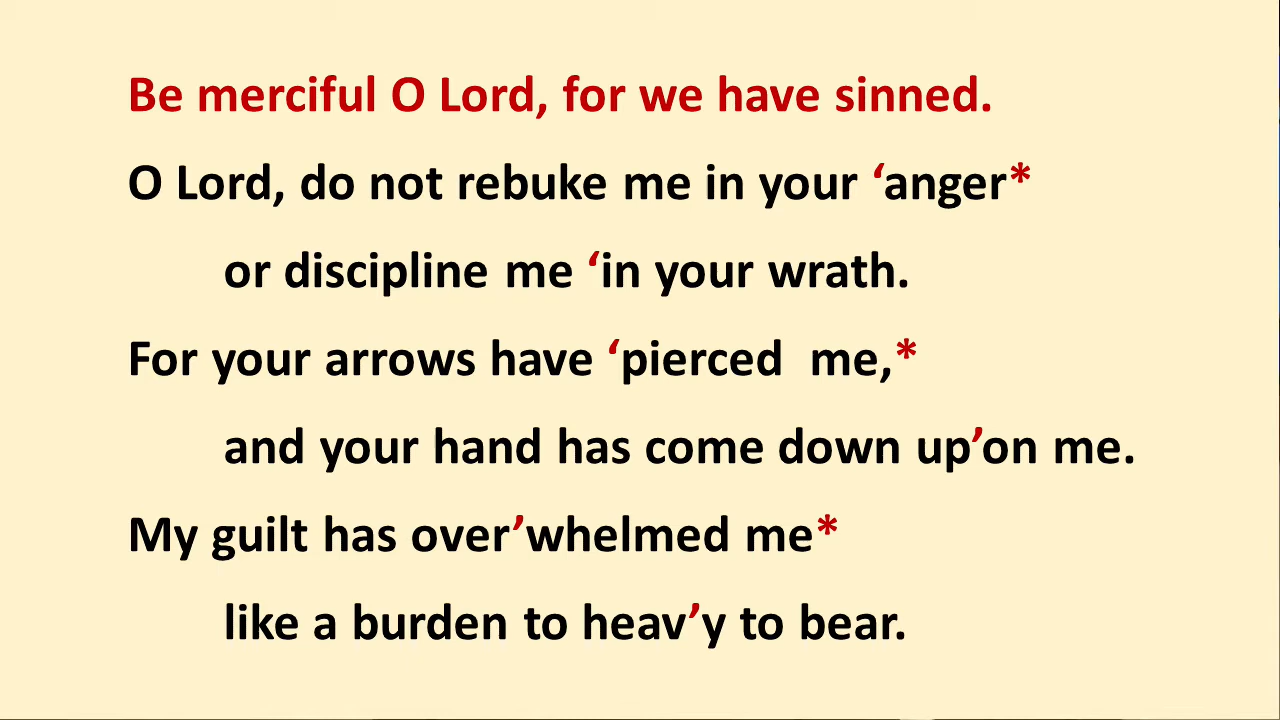 Be merciful O Lord, for we have sinned.
O Lord, do not rebuke me in your ‘anger*
or discipline me ‘in your wrath.
For your arrows have ‘pierced  me,*
and your hand has come down up’on me.
My guilt has over’whelmed me*
like a burden to heav’y to bear.